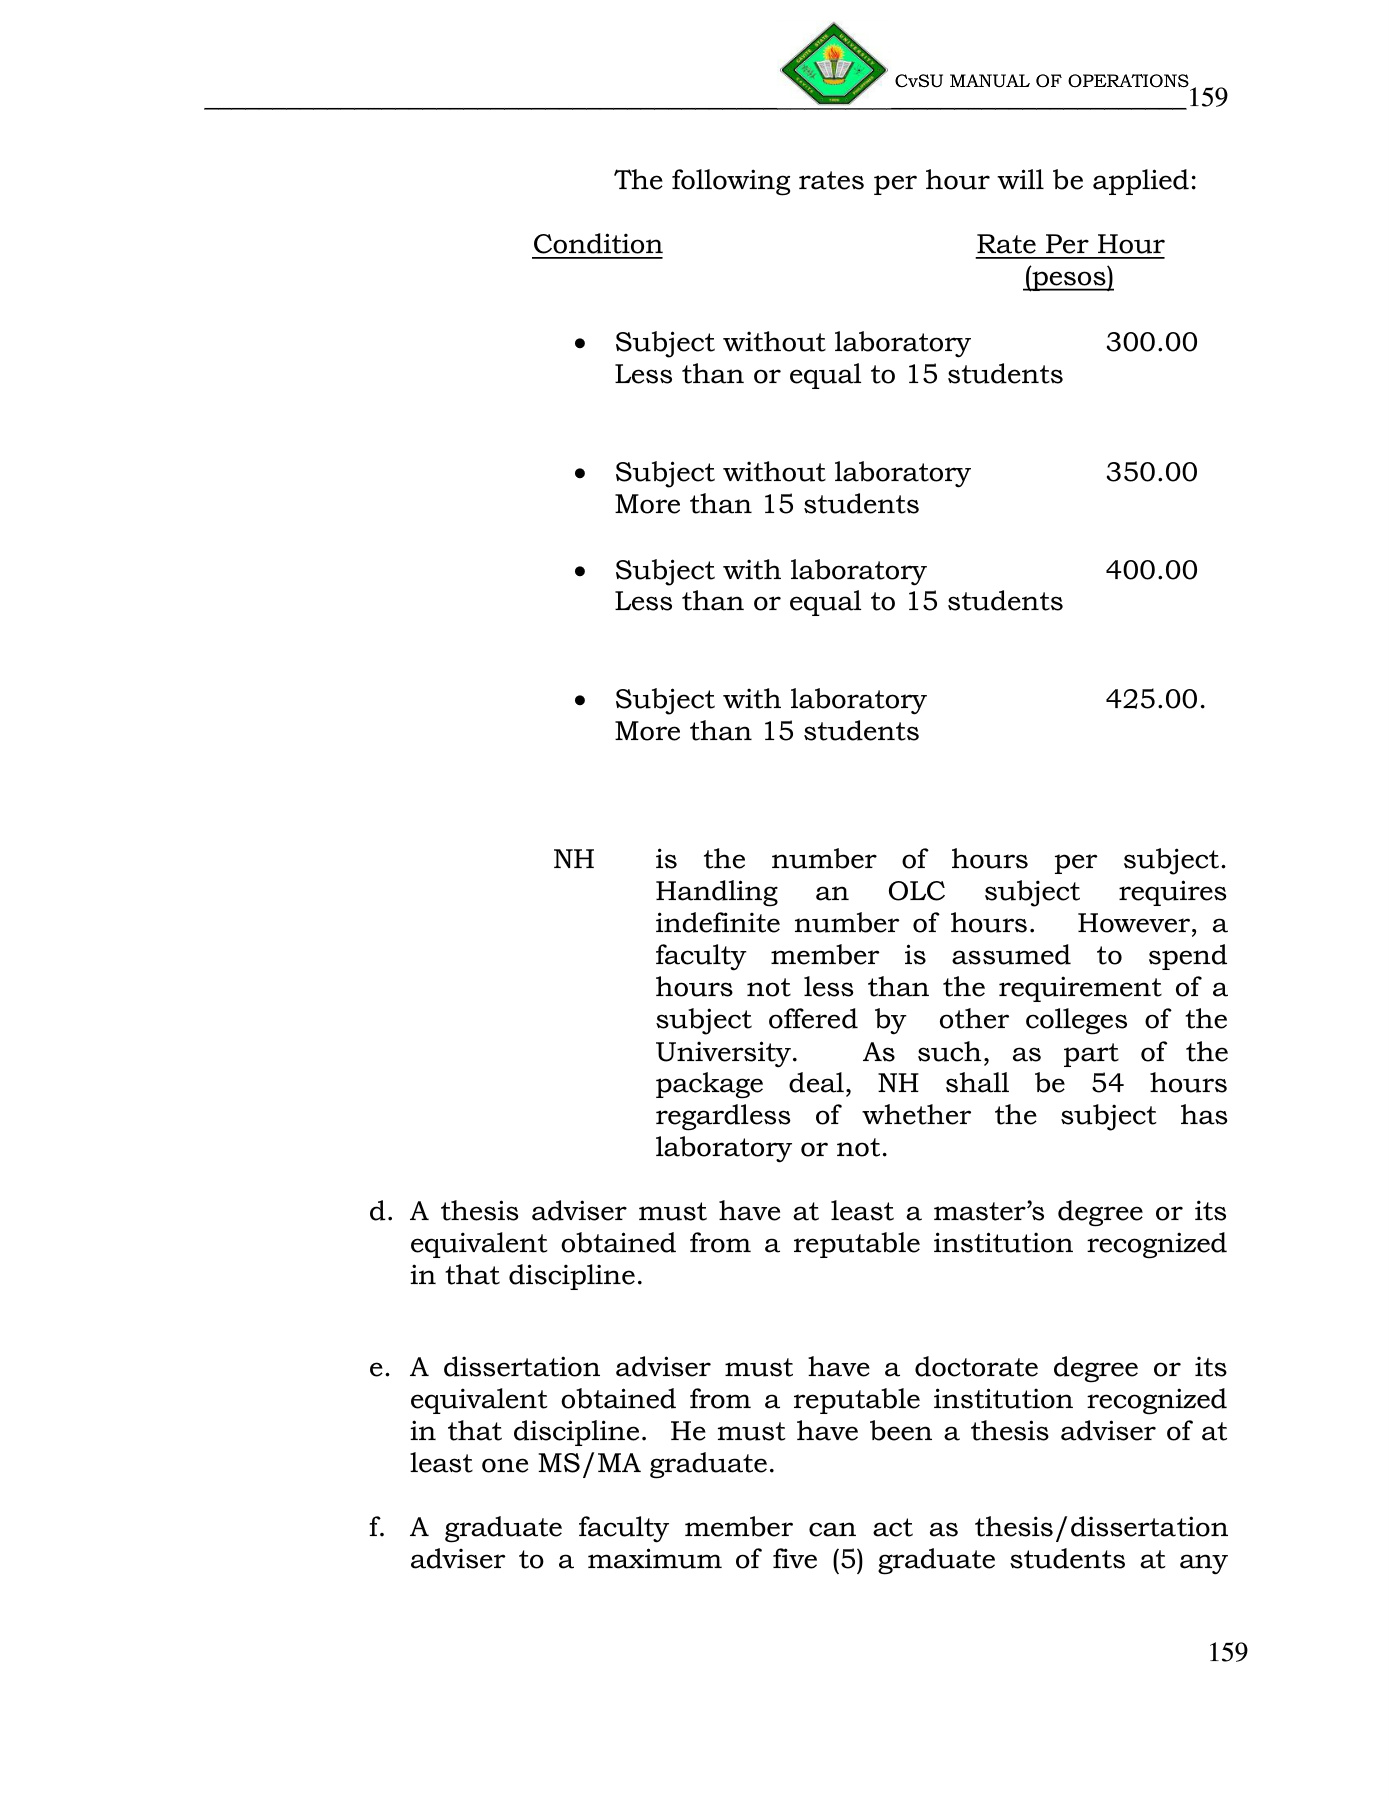 CvSU MANUAL OF OPERATIONS 159
The following rates per hour will be applied:
Condition Rate Per Hour
(pesos)
• Subject without laboratory 300.00
Less than or equal to 15 students
• Subject without laboratory 350.00
More than 15 students
• Subject with laboratory 400.00
Less than or equal to 15 students
• Subject with laboratory 425.00.
More than 15 students
NH is the number of hours per subject.
Handling an OLC subject requires
indefinite number of hours. However, a
faculty member is assumed to spend
hours not less than the requirement of a
subject offered by other colleges of the
University. As such, as part of the
package deal, NH shall be 54 hours
regardless of whether the subject has
laboratory or not.
d. A thesis adviser must have at least a master’s degree or its
equivalent obtained from a reputable institution recognized
in that discipline.
e. A dissertation adviser must have a doctorate degree or its
equivalent obtained from a reputable institution recognized
in that discipline. He must have been a thesis adviser of at
least one MS/MA graduate.
f. A graduate faculty member can act as thesis/dissertation
adviser to a maximum of five (5) graduate students at any
159